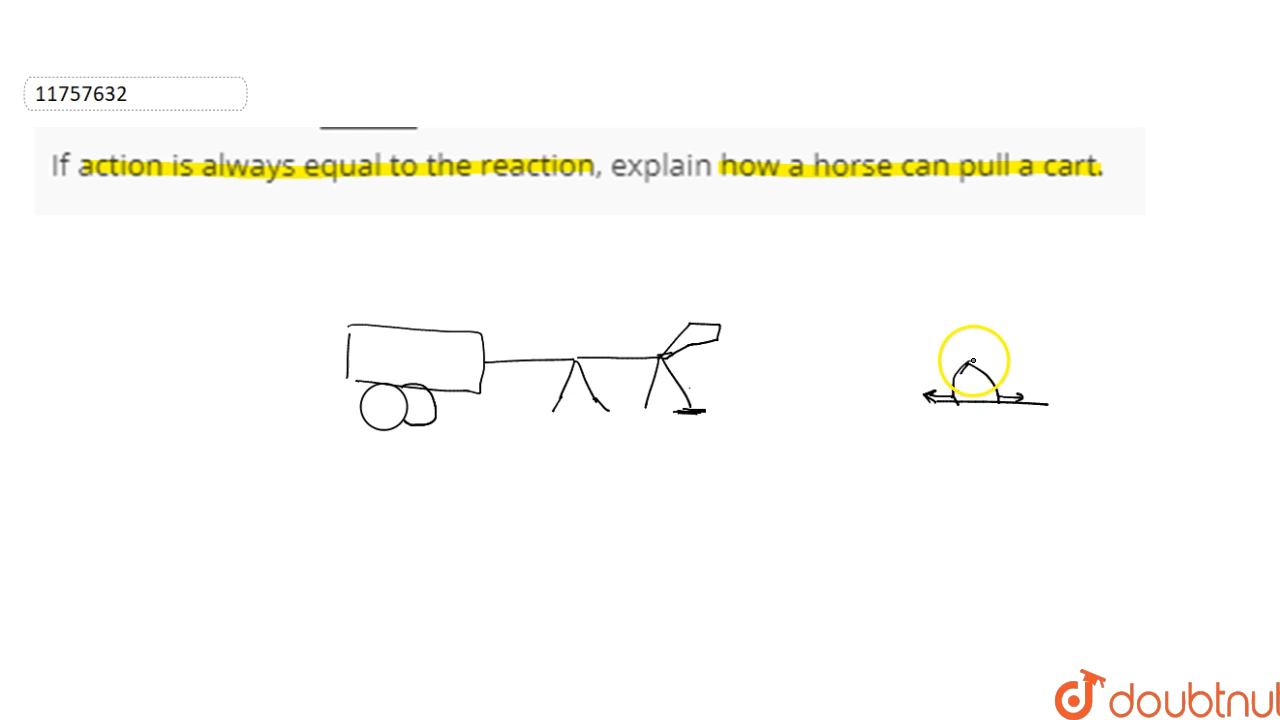 11757632
If action is always equal to the reaction, explain how a horse can pull a cart.
doubtnut